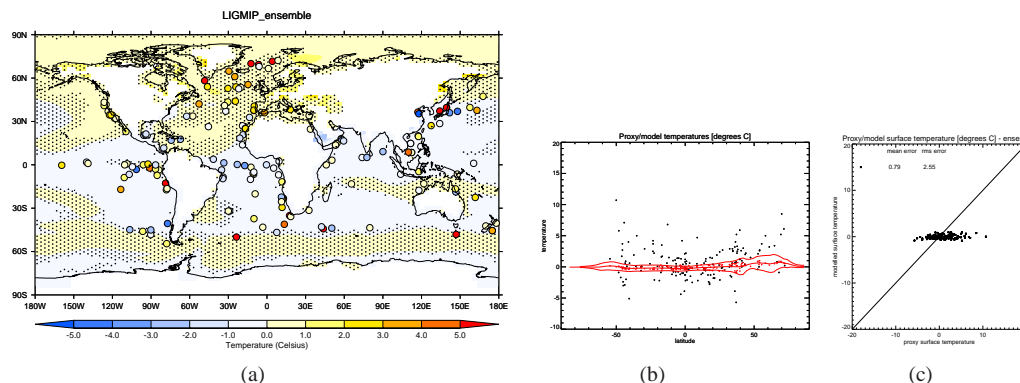 LIGMIP_ensemble
90N
60N
30N
0
30S
60S
90S
180W 150W 120W 90W 60W 30W 0 30E 60E 90E 120E 150E 180E
-5.0 -4.0 -3.0 -2.0 -1.0 0.0 1.0 2.0 3.0 4.0 5.0
Temperature (Celsius)
(a)
Proxy/model temperatures [degrees C]
20
15
10
5
0
-5
-10
temperature
-50 0 50
latitude
(b)
Proxy/model surface temperature [degrees C] - ense
mean error rms error
0.79 2.55
20
10
0
-10
-20
modelled surface temperature
-20 -10 0 10
proxy surface temperature
(c)